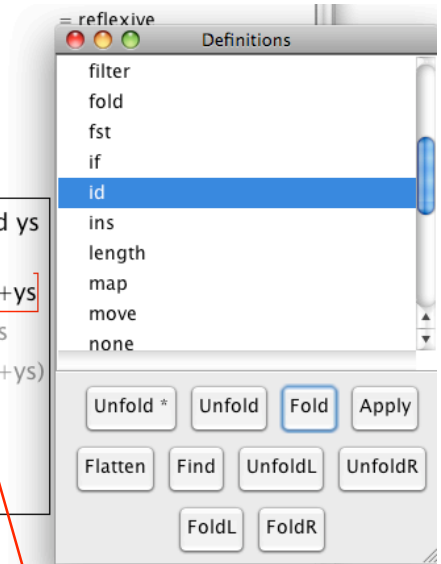 = reflexive
Definitions
filter
fold
fst
if
id
ins
length
map
move
none
d ys
+ys
s
+ys)
Unfold *
Unfold
Fold
Apply
Flatten
Find
UnfoldL
UnfoldR
FoldL
FoldR